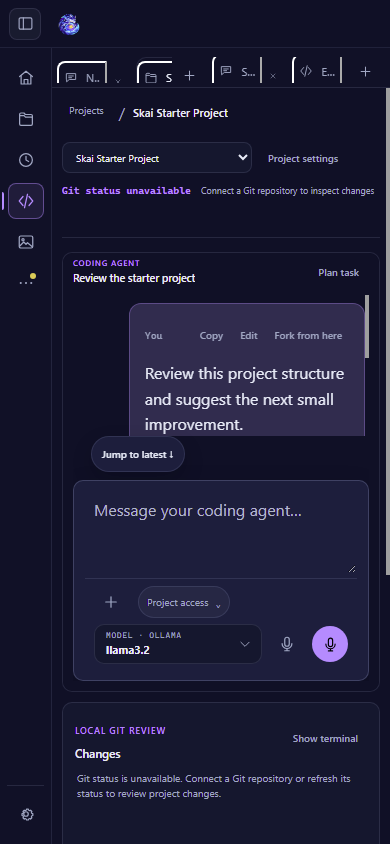 N..
S
S...
E...
Projects / Skai Starter Project
Skai Starter Project
Project settings
Git status unavailable Connect a Git repository to inspect changes
CODING AGENT
Review the starter project
Plan task
You Copy Edit Fork from here
Review this project structure
and suggest the next small
improvement.
Jump to latest ↓
Message your coding agent...
Project access
MODEL · OLLAMA
llama3.2
LOCAL GIT REVIEW
Changes
Show terminal
Git status is unavailable. Connect a Git repository or refresh its
status to review project changes.